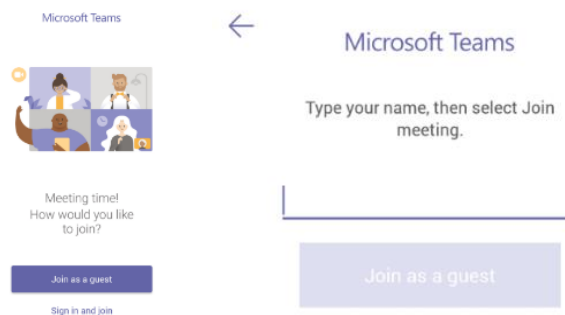 Microsoft Teams
Meeting time!
How would you like
to join?
Join as a guest
Sign in and join
Microsoft Teams
Type your name, then select Join
meeting.
Join as a guest